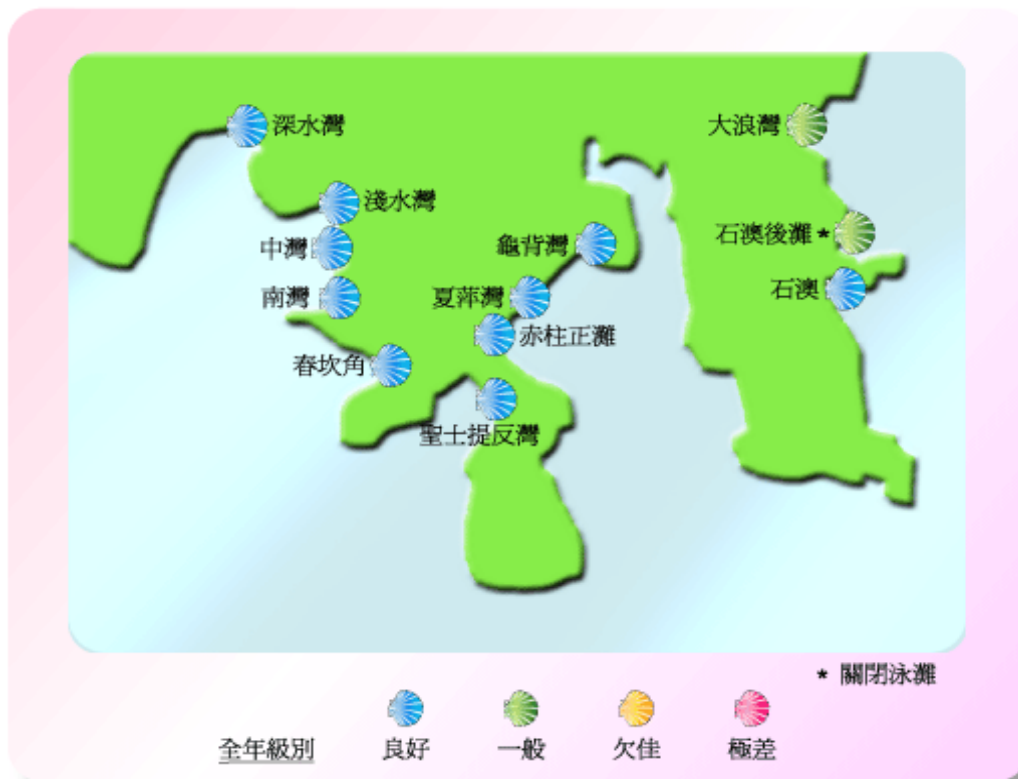 深水灣
大浪灣
淺水灣
中灣
龜背灣
石澳後灘 *
南灣
夏萍灣
石澳
赤柱正灘
舂坎角
聖士提反灣
* 關閉泳灘
全年級別 良好 一般 欠佳 極差